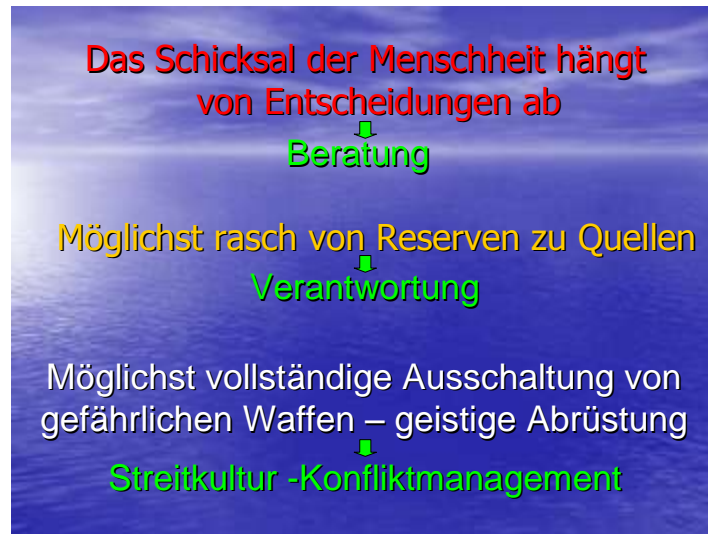 Das Schicksal der Menschheit hängt
von Entscheidungen ab
Beratung
Möglichst rasch von Reserven zu Quellen
Verantwortung
Möglichst vollständige Ausschaltung von
gefährlichen Waffen – geistige Abrüstung
Streitkultur -Konfliktmanagement